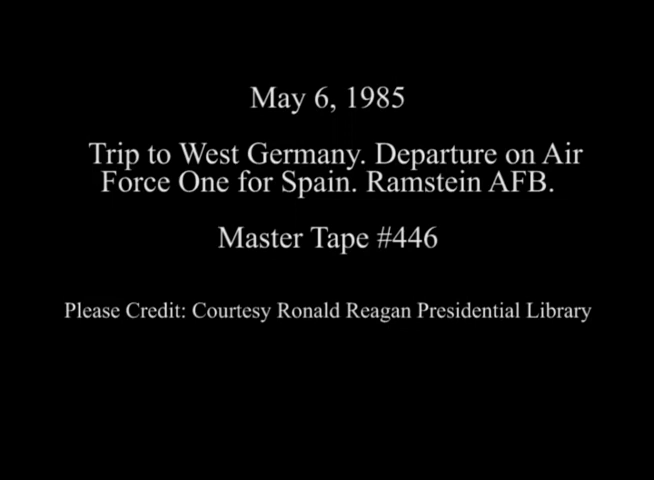 May 6, 1985
Trip to West Germany. Departure on Air
Force One for Spain. Ramstein AFB.
Master Tape #446
Please Credit: Courtesy Ronald Reagan Presidential Library